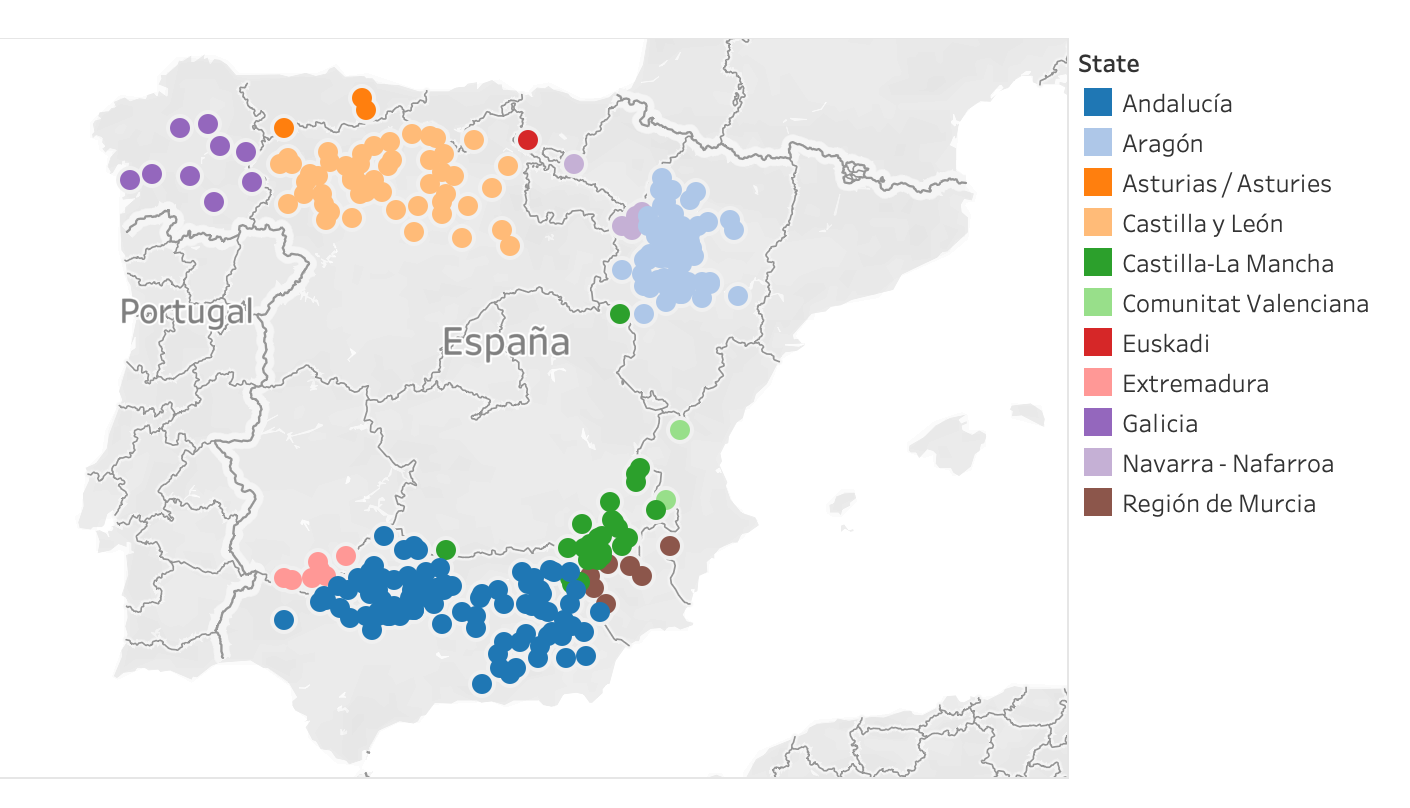 State
Andalucía
Aragón
Asturias / Asturies
Castilla y León
Castilla-La Mancha
Comunitat Valenciana
Euskadi
Extremadura
Galicia
Navarra - Nafarroa
Región de Murcia
Portugal
España